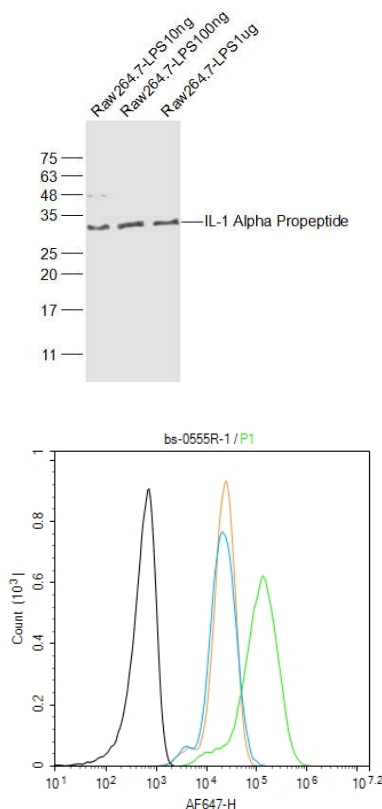 Raw264.7-LPS10ng
Raw264.7-LPS100ng
Raw264.7-LPS1ug
75
63
48
35
25
20
17
11
IL-1 Alpha Propeptide
bs-0555R-1 / P1
Count [10³]
1
0.8
0.6
0.4
0.2
0
10¹ 10² 10³ 10⁴ 10⁵ 10⁶ 10⁷·²
AF647-H